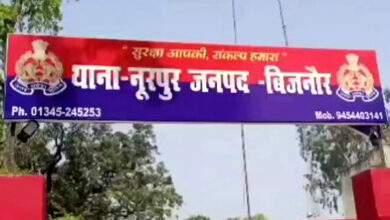 “ सुरक्षा आपकी, संकल्प हमारा ”
थाना-नूरपुर जनपद -बिजनौर
Ph. 01345-245253 Mob. 9454403141